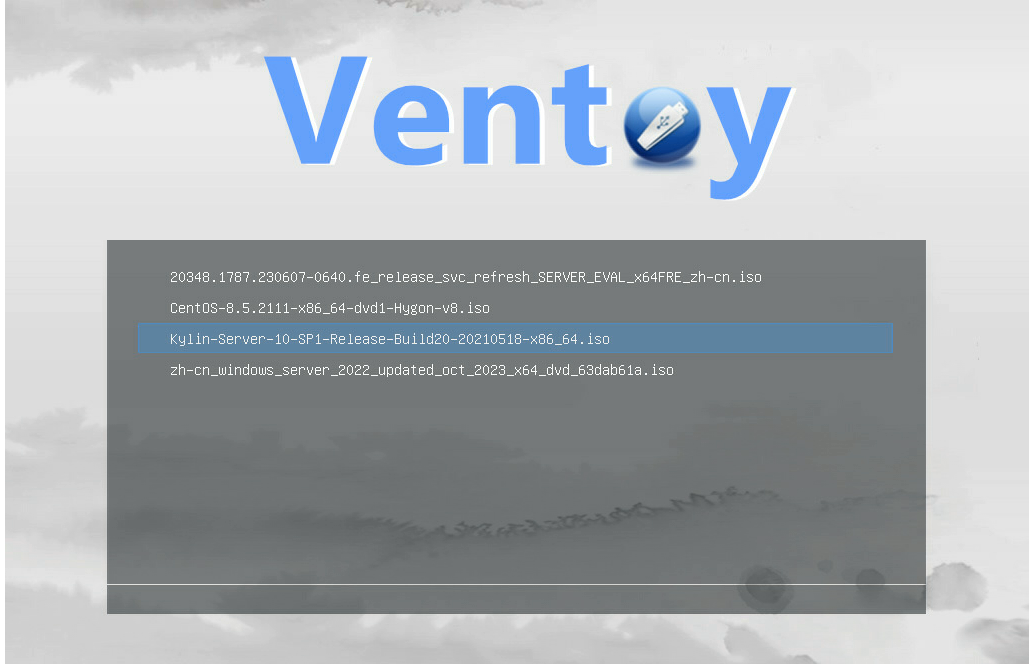 Ventoy
20348.1787.230607-0640.fe_release_svc_refresh_SERVER_EVAL_x64FRE_zh-cn.iso
CentOS-8.5.2111-x86_64-dvd1-Hygon-v8.iso
Kylin-Server-10-SP1-Release-Build20-20210518-x86_64.iso
zh-cn_windows_server_2022_updated_oct_2023_x64_dvd_63dab61a.iso